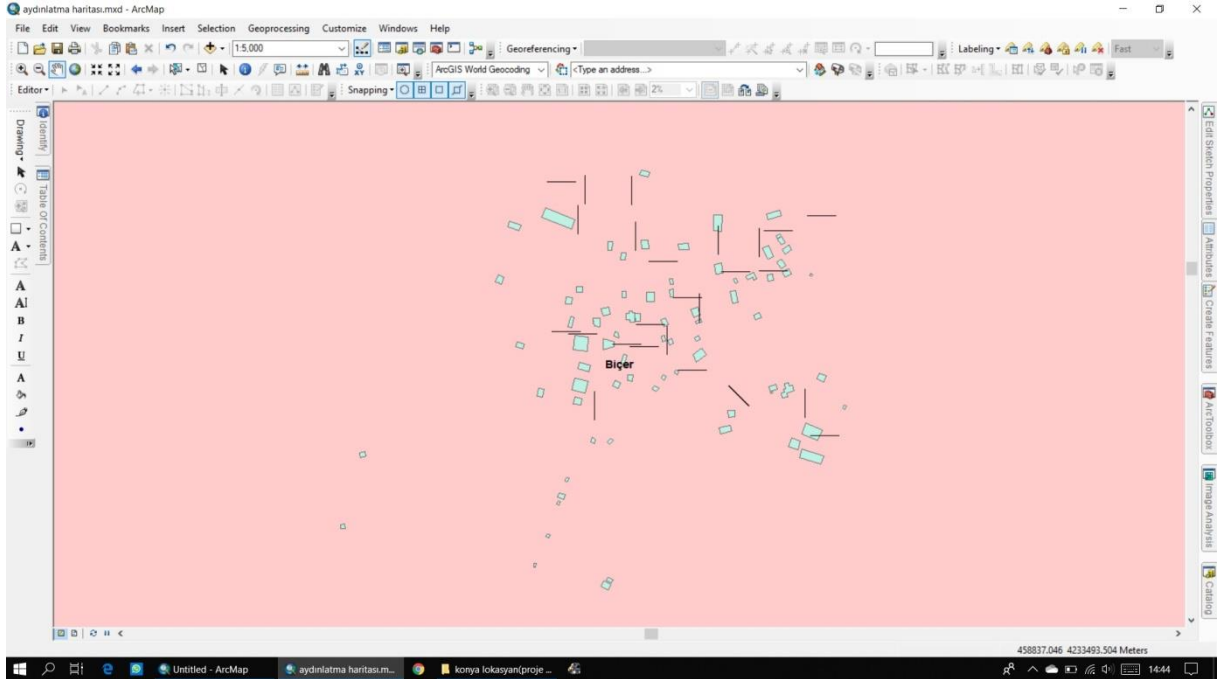 aydınlatma haritası.mxd - ArcMap
File Edit View Bookmarks Insert Selection Geoprocessing Customize Windows Help
1:5,000 Georeferencing Labeling Fast
ArcGIS World Geocoding <Type an address...>
Editor Snapping 2%
Drawing
Identify
Table Of Contents
A
A
AI
B
I
U
A
Biçer
Edit Sketch Properties
Attributes
Create Features
ArcToolbox
Image Analysis
Catalog
458837.046 4233493.504 Meters
Untitled - ArcMap aydınlatma haritası.m... konya lokasyan(proje ... 14:44